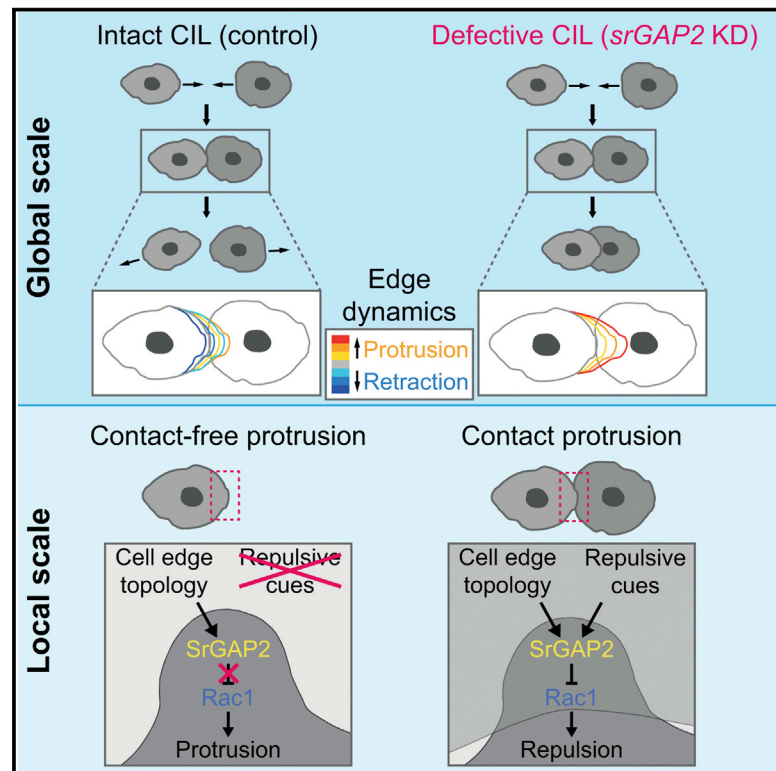 Intact CIL (control)
Defective CIL (srGAP2 KD)
Global scale
Edge
dynamics
Protrusion
Retraction
Local scale
Contact-free protrusion
Contact protrusion
Cell edge
topology
Repulsive
cues
SrGAP2
Rac1
Protrusion
Cell edge
topology
Repulsive
cues
SrGAP2
Rac1
Repulsion